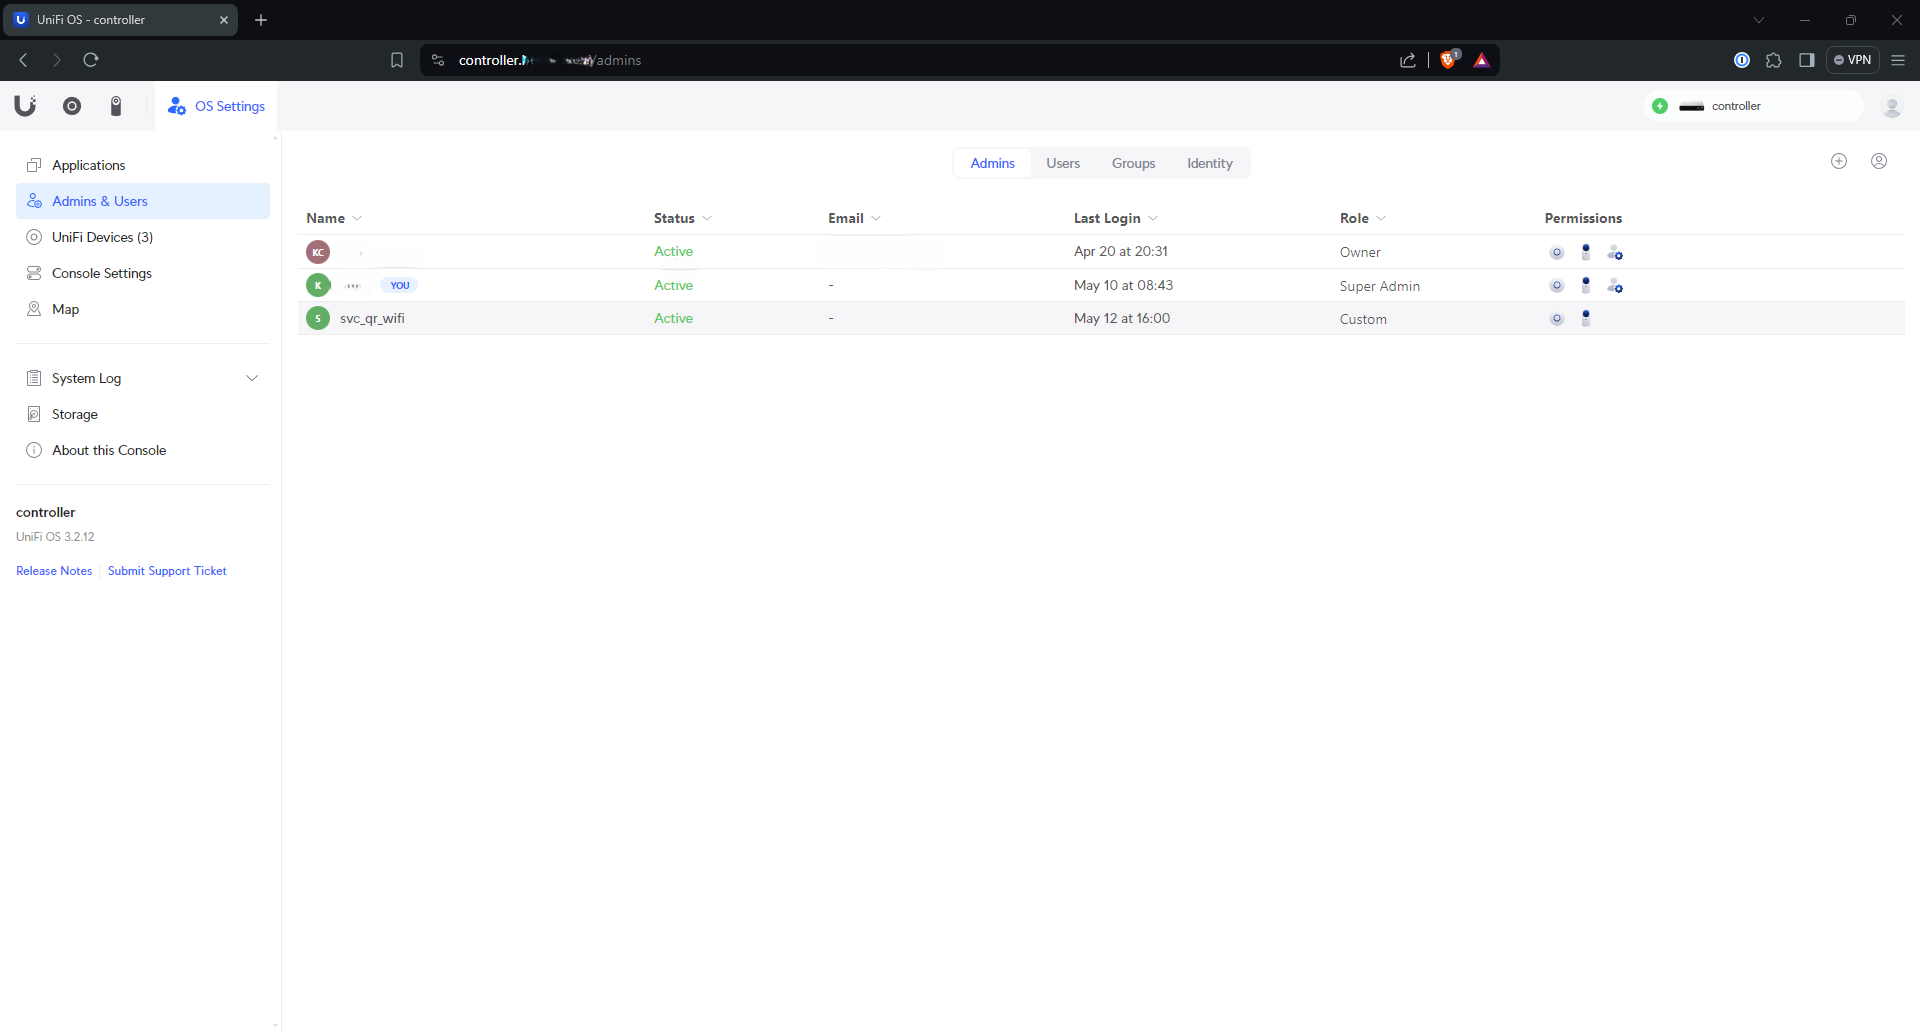 UniFi OS - controller
controller.
/admins
1
VPN
OS Settings
controller
Applications
Admins & Users
UniFi Devices (3)
Console Settings
Map
System Log
Storage
About this Console
controller
UniFi OS 3.2.12
Release Notes Submit Support Ticket
Admins Users Groups Identity
Name Status Email Last Login Role Permissions
KC Active Apr 20 at 20:31 Owner
K YOU Active - May 10 at 08:43 Super Admin
S svc_qr_wifi Active - May 12 at 16:00 Custom